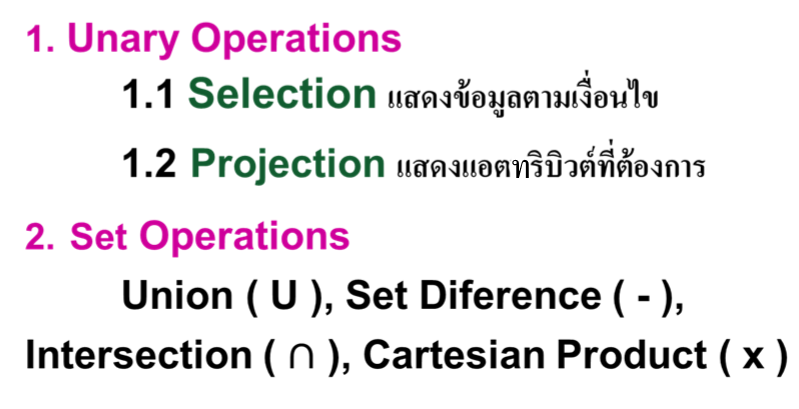 1. Unary Operations
1.1 Selection แสดงข้อมูลตามเงื่อนไข
1.2 Projection แสดงแอตทริบิวต์ที่ต้องการ
2. Set Operations
Union ( U ), Set Diference ( - ),
Intersection ( ∩ ), Cartesian Product ( x )